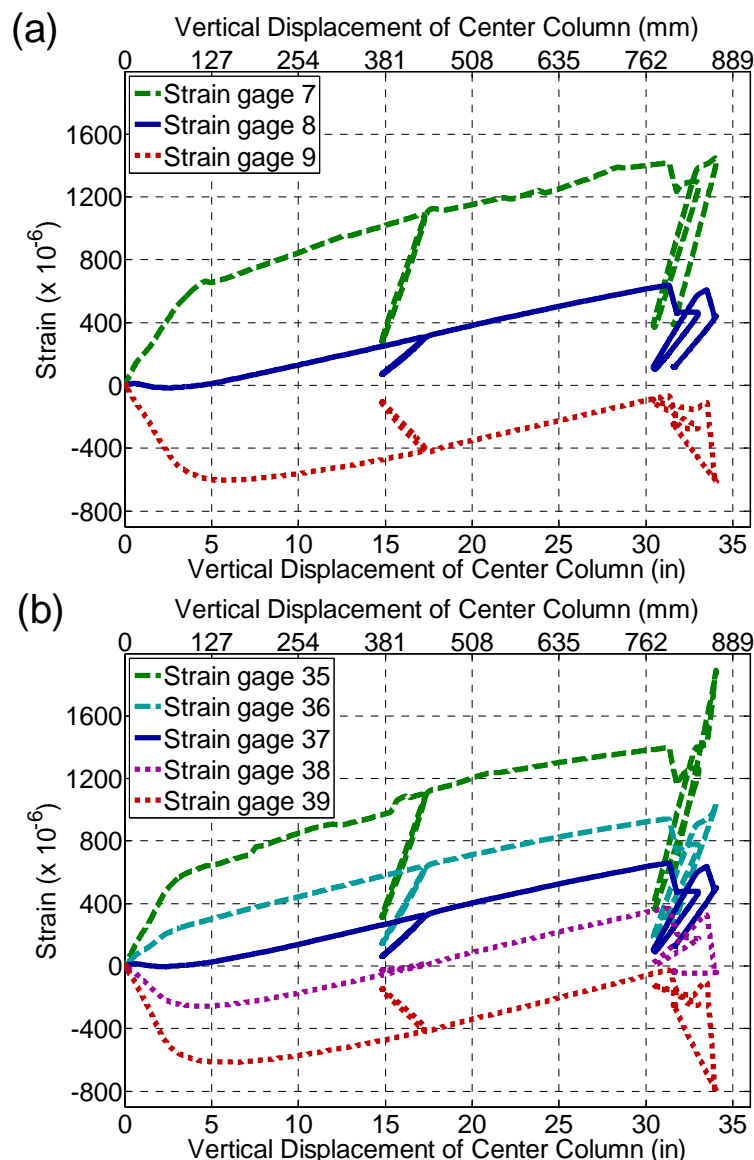 (a)
Vertical Displacement of Center Column (mm)
0 127 254 381 508 635 762 889
Strain gage 7
Strain gage 8
Strain gage 9
Strain (x 10-6)
1600
1200
800
400
0
-400
-800
0 5 10 15 20 25 30 35
Vertical Displacement of Center Column (in)
(b)
Vertical Displacement of Center Column (mm)
0 127 254 381 508 635 762 889
Strain gage 35
Strain gage 36
Strain gage 37
Strain gage 38
Strain gage 39
Strain (x 10-6)
1600
1200
800
400
0
-400
-800
0 5 10 15 20 25 30 35
Vertical Displacement of Center Column (in)